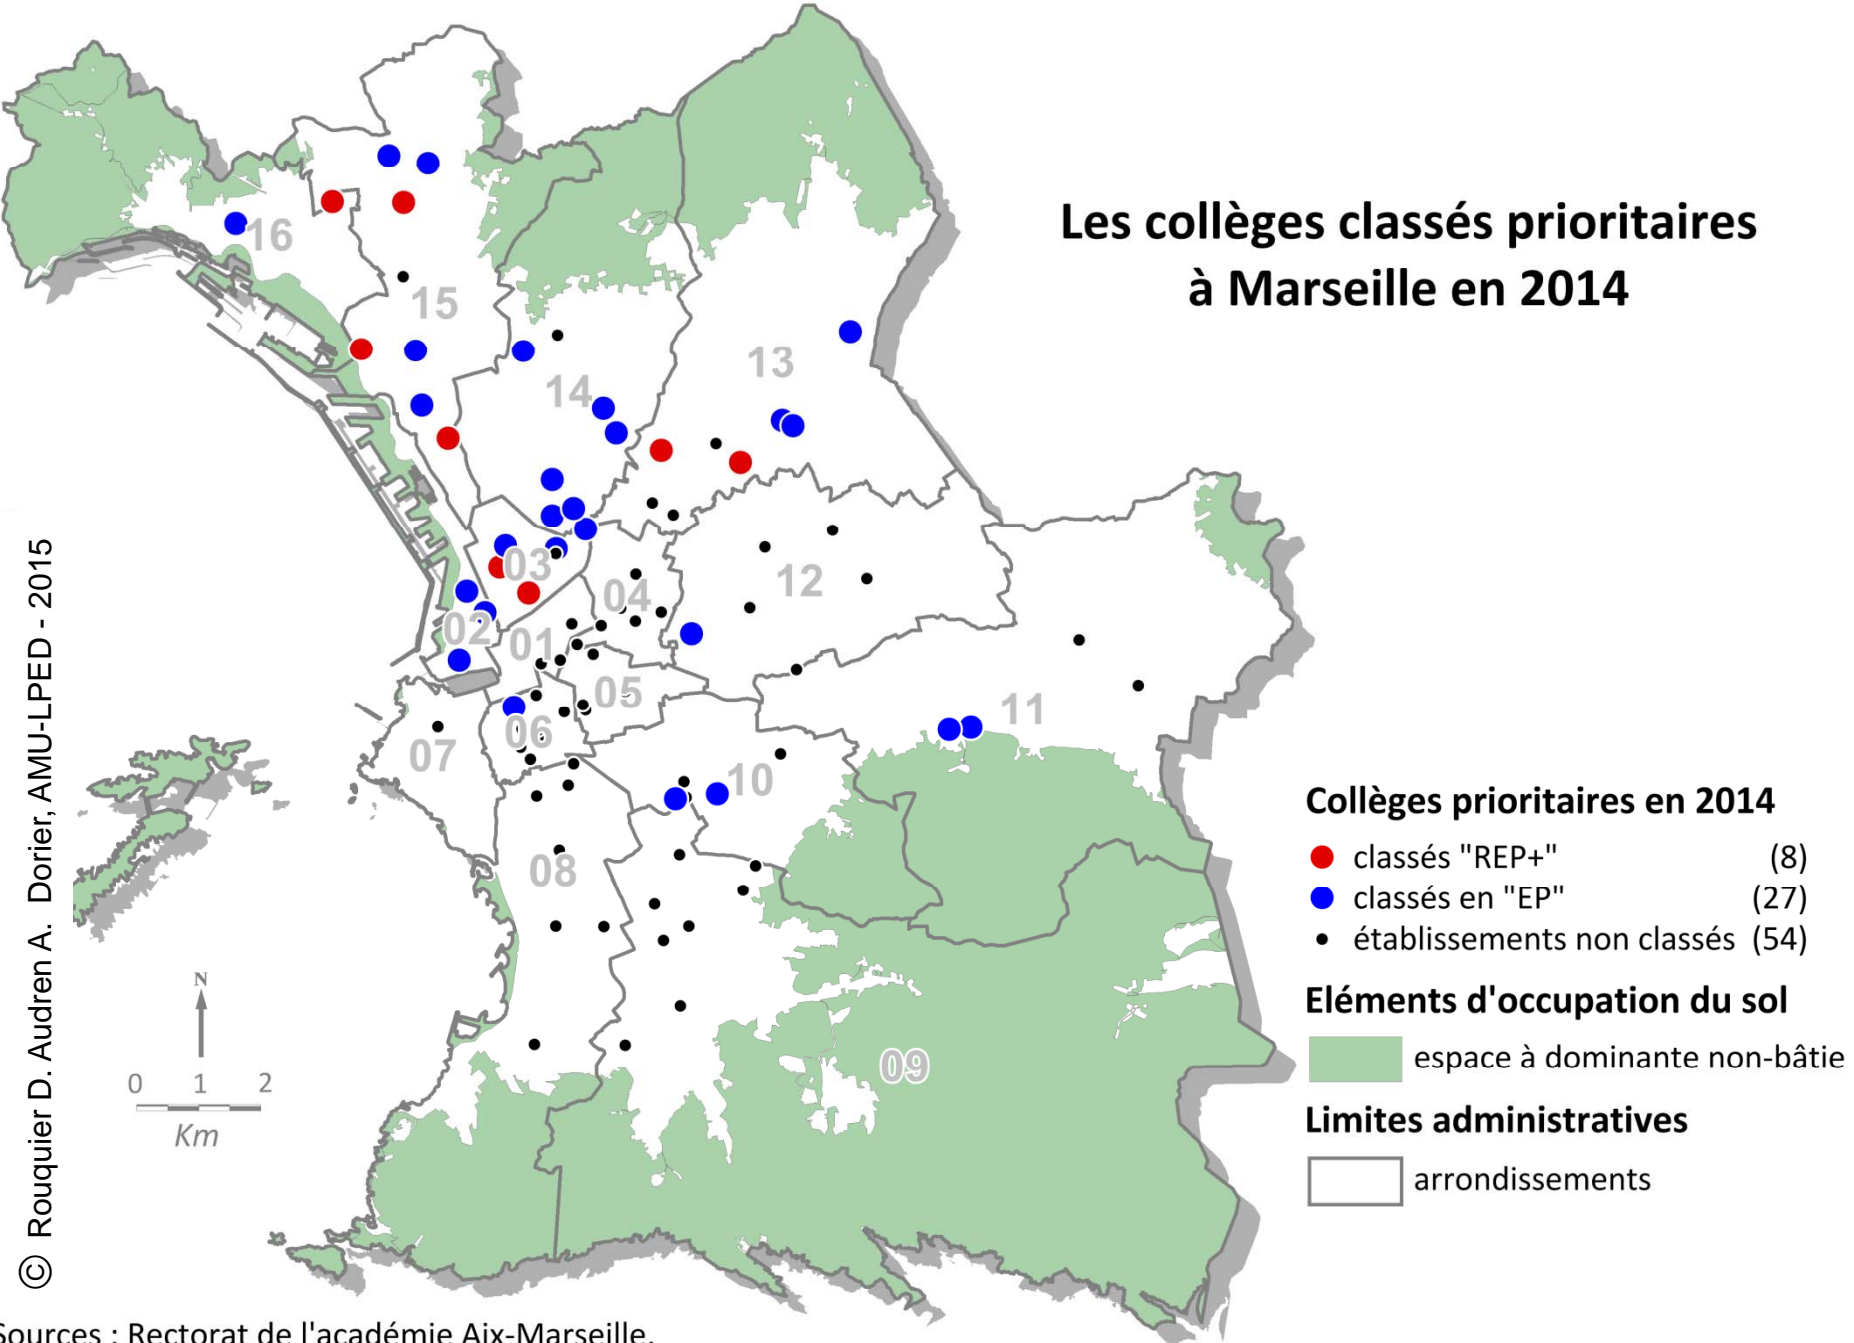 Les collèges classés prioritaires
à Marseille en 2014
16
15
14
13
03
04
12
02
01
05
11
06
07
10
08
09
Collèges prioritaires en 2014
classés "REP+" (8)
classés en "EP" (27)
établissements non classés (54)
Eléments d'occupation du sol
espace à dominante non-bâtie
Limites administratives
arrondissements
N
0 1 2
Km
© Rouquier D. Audren A. Dorier, AMU-LPED - 2015
Sources : Rectorat de l'académie Aix-Marseille.